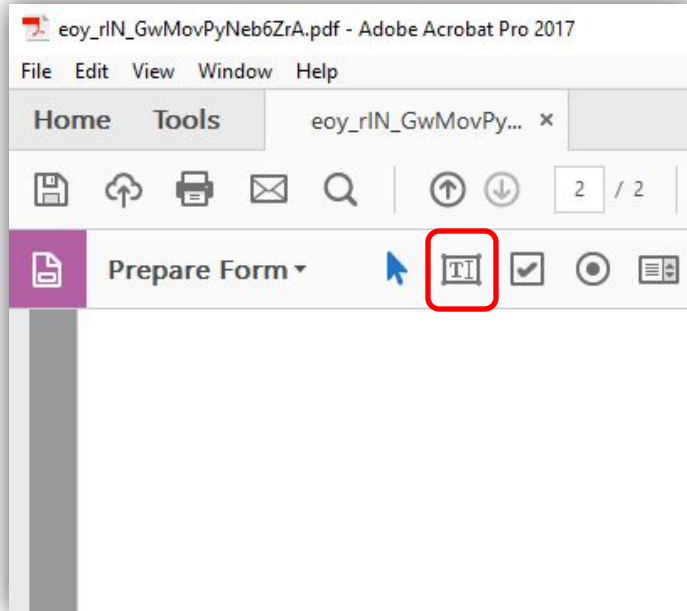 eoy_rIN_GwMovPyNeb6ZrA.pdf - Adobe Acrobat Pro 2017
File Edit View Window Help
Home Tools eoy_rIN_GwMovPy... ×
2 / 2
Prepare Form